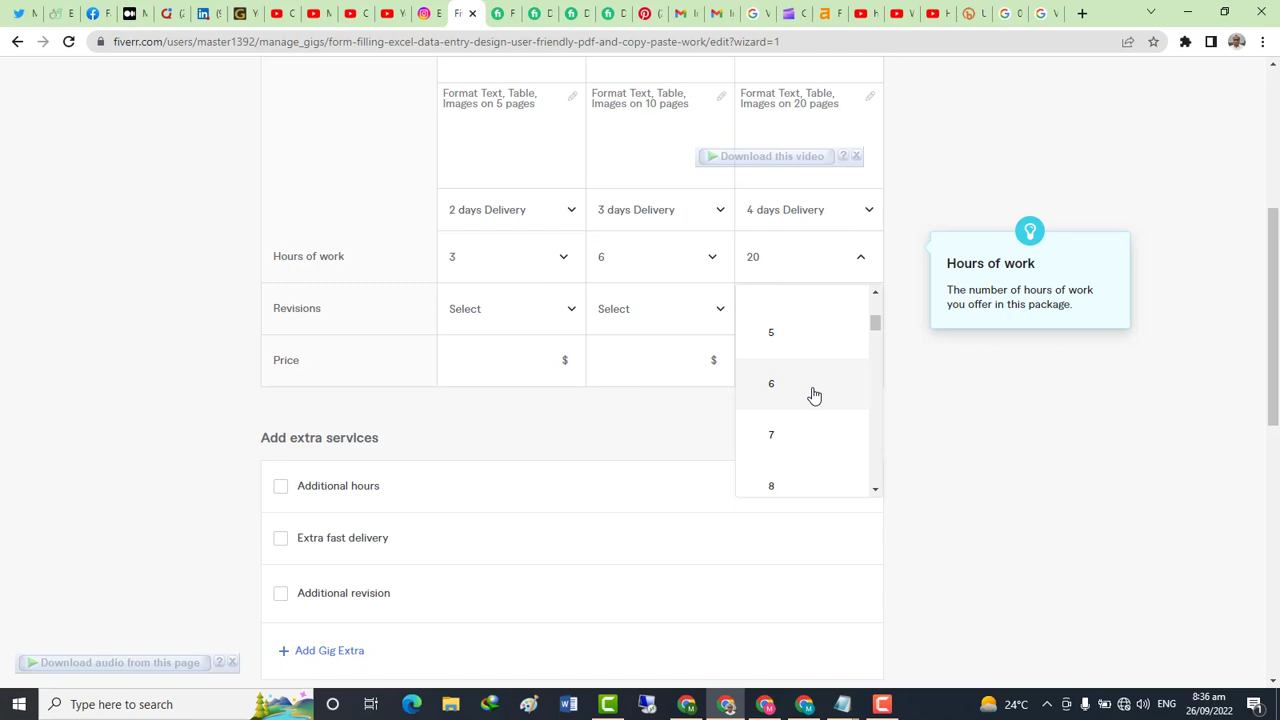 M
F
M
G
(
G
C
M
C
Y
E
Fi
F
D
D
D
(
In
In
V
C
F
h
V
H
U
G
V
fiverr.com/users/master1392/manage_gigs/form-filling-excel-data-entry-design-user-friendly-pdf-and-copy-paste-work/edit?wizard=1
Format Text, Table,
Images on 5 pages
Format Text, Table,
Images on 10 pages
Format Text, Table,
Images on 20 pages
Download this video
?
X
2 days Delivery
3 days Delivery
4 days Delivery
Hours of work
3
6
20
Hours of work
The number of hours of work
you offer in this package.
Revisions
Select
Select
5
Price
$
$
6
7
8
Add extra services
Additional hours
Extra fast delivery
Additional revision
+ Add Gig Extra
Download audio from this page
?
X
Type here to search
24°C
ENG
8:36 am
26/09/2022